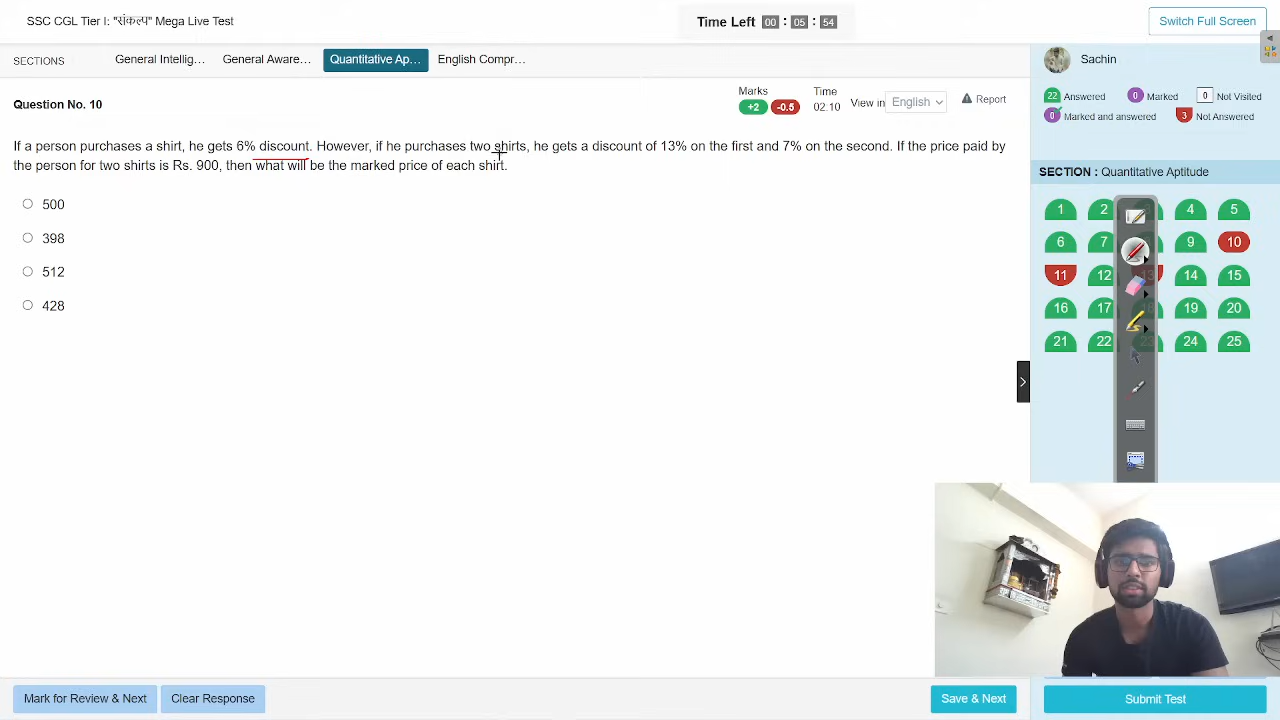 SSC CGL Tier I: "संकल्प" Mega Live Test
Time Left 00 : 05 : 54
Switch Full Screen
SECTIONS
General Intellig...
General Aware...
Quantitative Ap...
English Compr...
Sachin
Question No. 10
Marks
+2 -0.5
Time
02:10
View in English
Report
22 Answered
0 Marked
0 Not Visited
0 Marked and answered
3 Not Answered
If a person purchases a shirt, he gets 6% discount. However, if he purchases two shirts, he gets a discount of 13% on the first and 7% on the second. If the price paid by
the person for two shirts is Rs. 900, then what will be the marked price of each shirt.
500
398
512
428
SECTION : Quantitative Aptitude
1 2 4 5
6 7 9 10
11 12 13 14 15
16 17 18 19 20
21 22 23 24 25
Mark for Review & Next
Clear Response
Save & Next
Submit Test